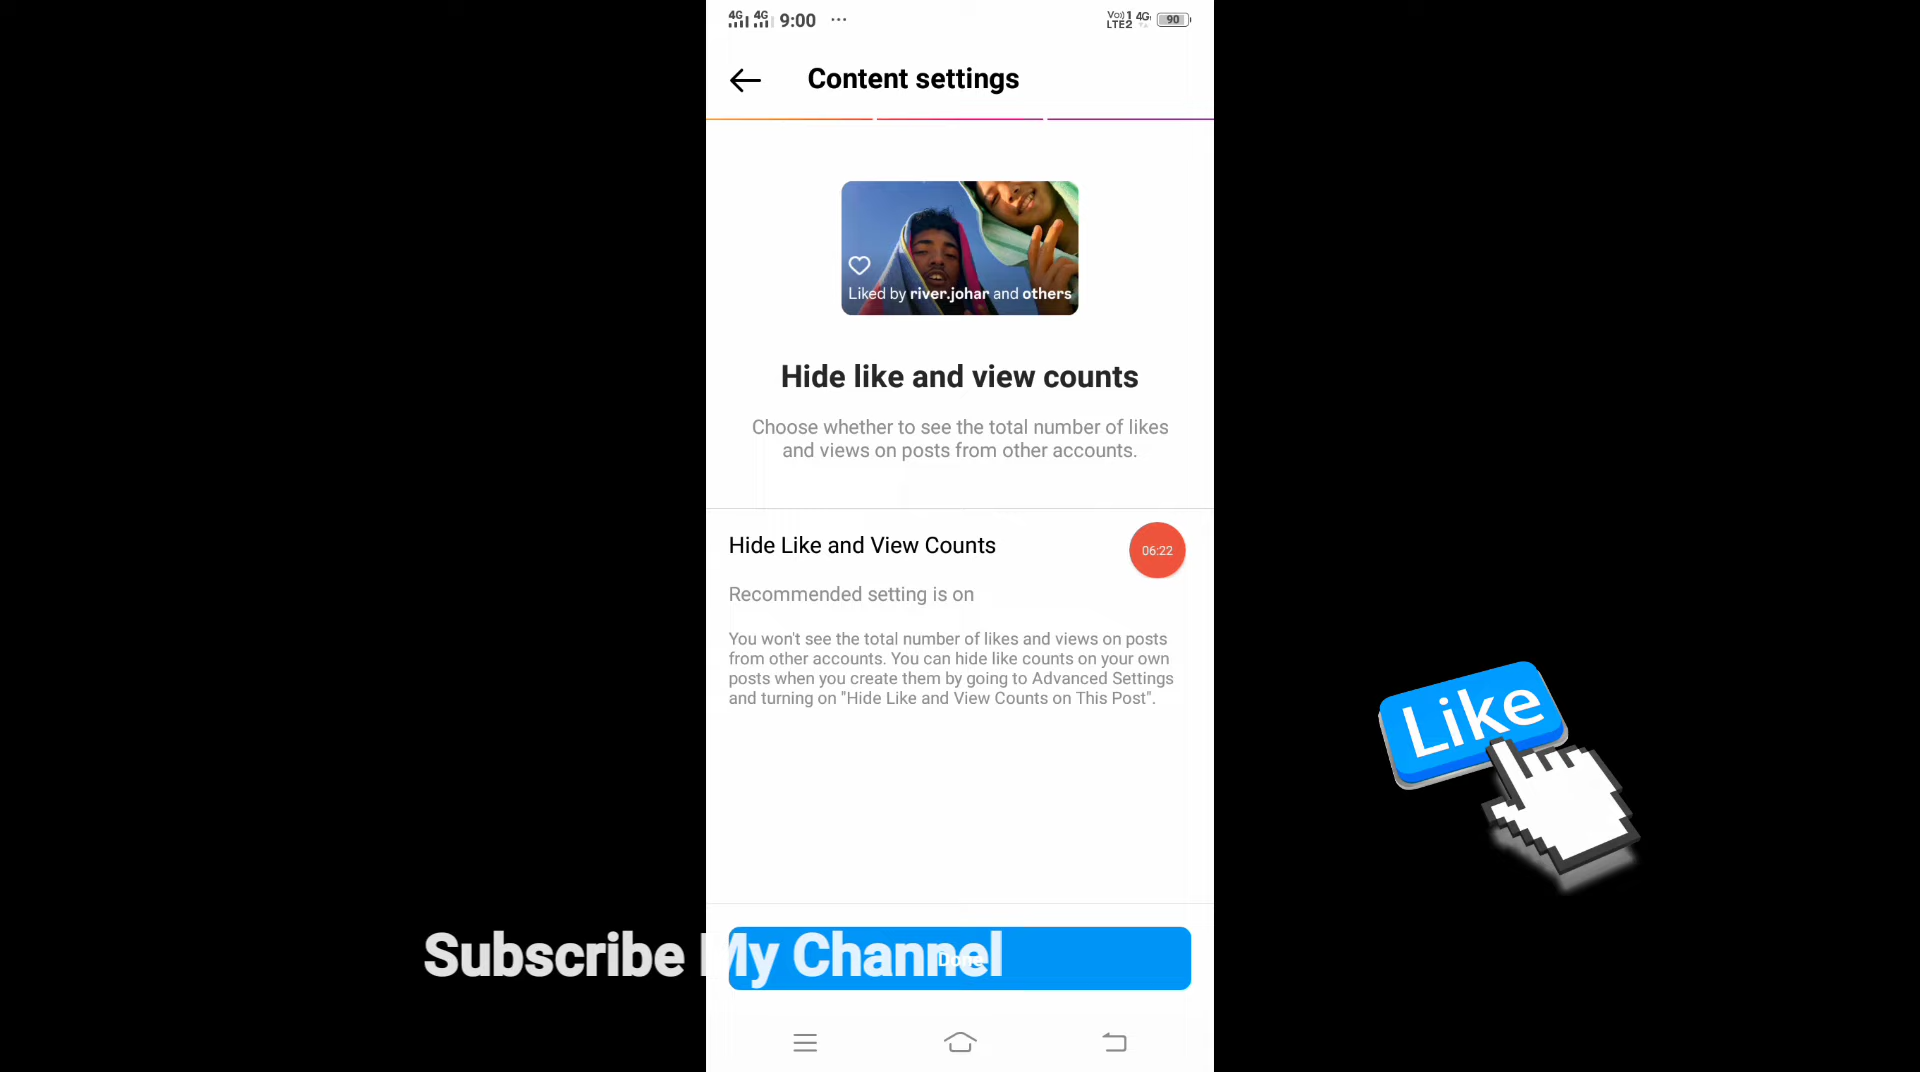 4G 4G 9:00 ...
Vo)) 1 4G
LTE2
90
Content settings
Liked by river.johar and others
Hide like and view counts
Choose whether to see the total number of likes
and views on posts from other accounts.
Hide Like and View Counts
06:22
Recommended setting is on
You won't see the total number of likes and views on posts
from other accounts. You can hide like counts on your own
posts when you create them by going to Advanced Settings
and turning on "Hide Like and View Counts on This Post".
Like
Subscribe My Channel